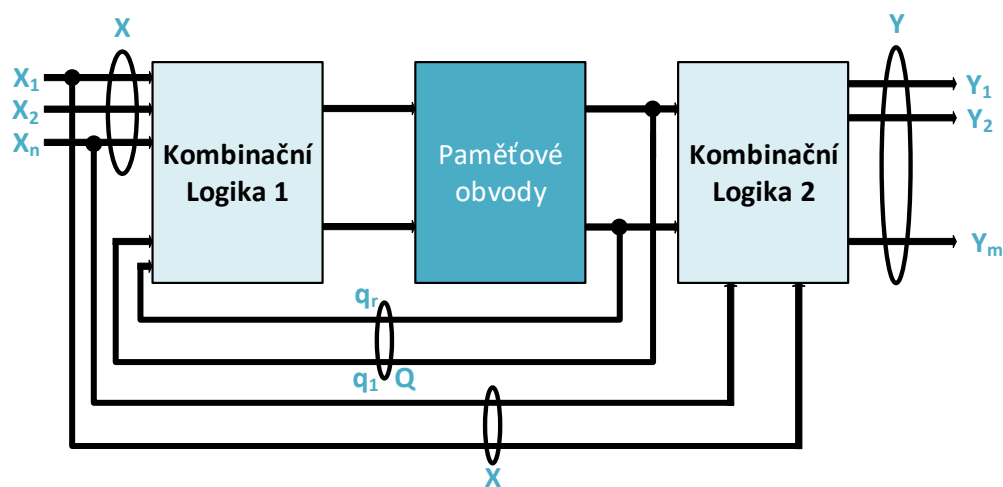 X
Y
X₁
X₂
Xₙ
Kombinační
Logika 1
Paměťové
obvody
Kombinační
Logika 2
Y₁
Y₂
Yₘ
qᵣ
q₁ Q
X